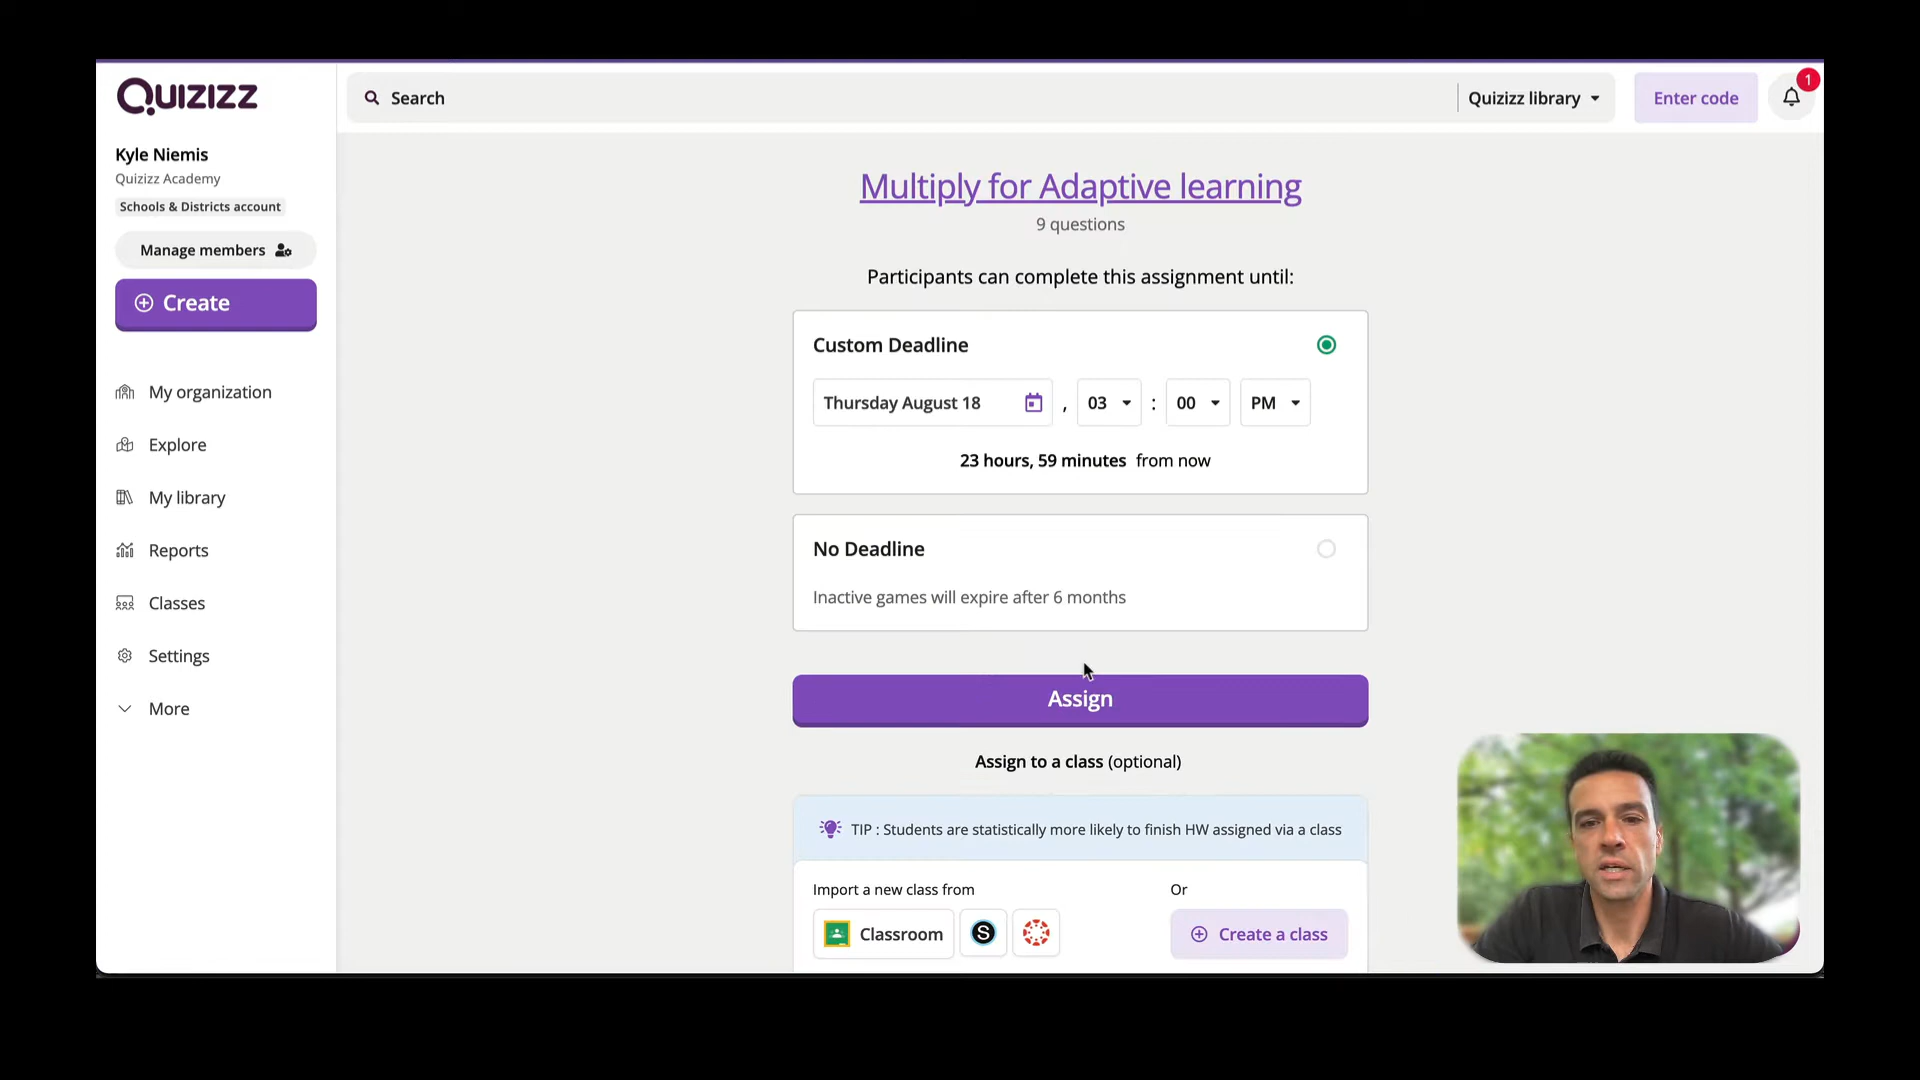 Quizizz
Search
Quizizz library
Enter code
1
Kyle Niemis
Quizizz Academy
Schools & Districts account
Manage members
Create
My organization
Explore
My library
Reports
Classes
Settings
More
Multiply for Adaptive learning
9 questions
Participants can complete this assignment until:
Custom Deadline
Thursday August 18 , 03 : 00 PM
23 hours, 59 minutes from now
No Deadline
Inactive games will expire after 6 months
Assign
Assign to a class (optional)
TIP : Students are statistically more likely to finish HW assigned via a class
Import a new class from
Or
Classroom
S
Create a class